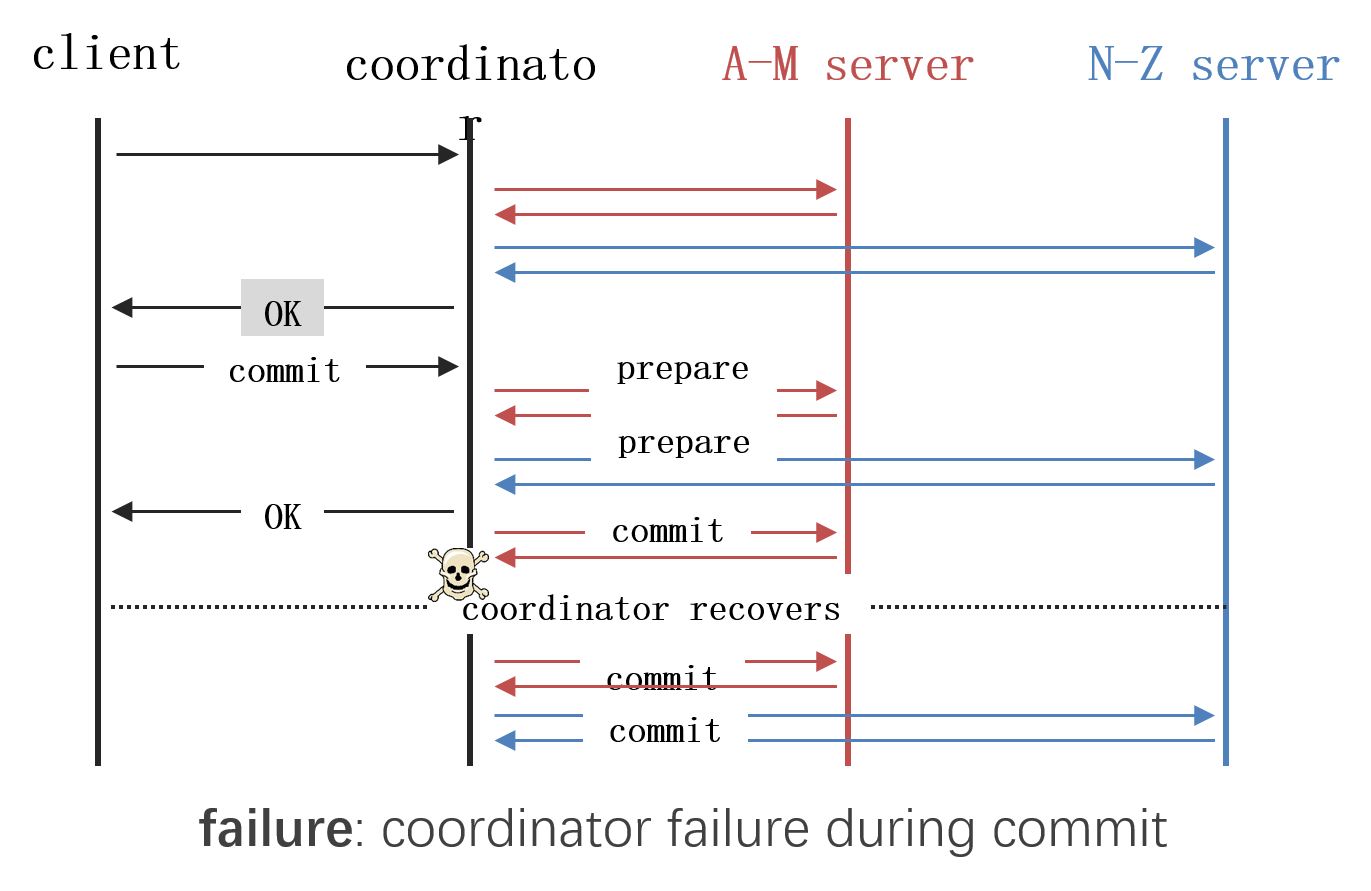 client
coordinato
r
A-M server
N-Z server
OK
commit
prepare
prepare
OK
commit
coordinator recovers
commit
commit
failure: coordinator failure during commit